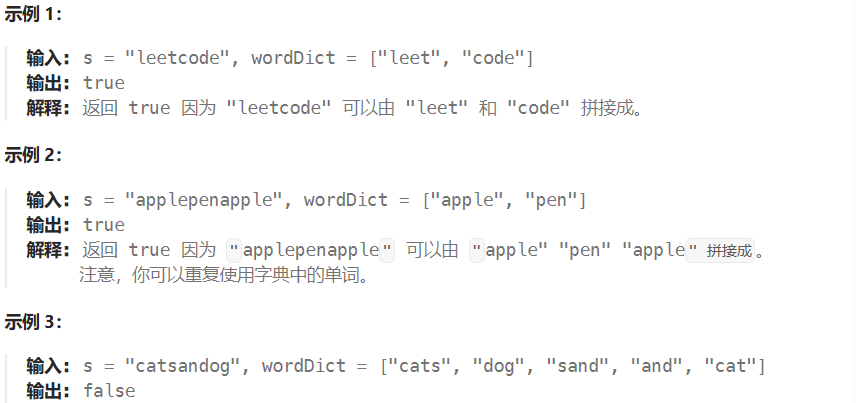 示例 1：
输入: s = "leetcode", wordDict = ["leet", "code"]
输出: true
解释: 返回 true 因为 "leetcode" 可以由 "leet" 和 "code" 拼接成。
示例 2：
输入: s = "applepenapple", wordDict = ["apple", "pen"]
输出: true
解释: 返回 true 因为 "applepenapple" 可以由 "apple" "pen" "apple" 拼接成。
注意，你可以重复使用字典中的单词。
示例 3：
输入: s = "catsandog", wordDict = ["cats", "dog", "sand", "and", "cat"]
输出: false